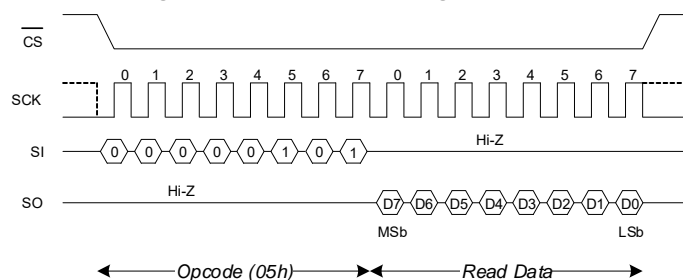 CS
0 1 2 3 4 5 6 7 0 1 2 3 4 5 6 7
SCK
Hi-Z
SI 0 0 0 0 0 1 0 1
Hi-Z
SO D7 D6 D5 D4 D3 D2 D1 D0
MSb LSb
Opcode (05h) Read Data